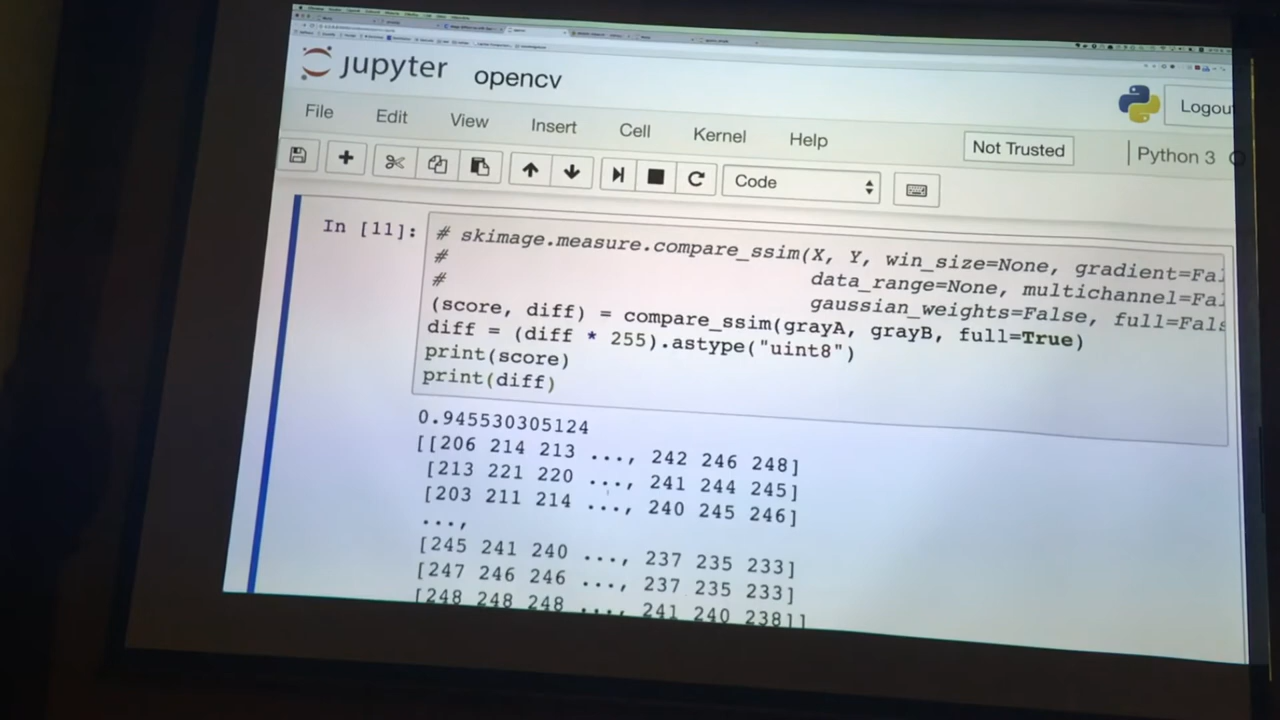 jupyter opencv
Logou
File Edit View Insert Cell Kernel Help
Not Trusted
Python 3
Code
In [11]:
# skimage.measure.compare_ssim(X, Y, win_size=None, gradient=Fal
# data_range=None, multichannel=Fal
# gaussian_weights=False, full=Fals
(score, diff) = compare_ssim(grayA, grayB, full=True)
diff = (diff * 255).astype("uint8")
print(score)
print(diff)
0.945530305124
[[206 214 213 ..., 242 246 248]
[213 221 220 ..., 241 244 245]
[203 211 214 ..., 240 245 246]
...,
[245 241 240 ..., 237 235 233]
[247 246 246 ..., 237 235 233]
[248 248 248 ..., 241 240 238]]